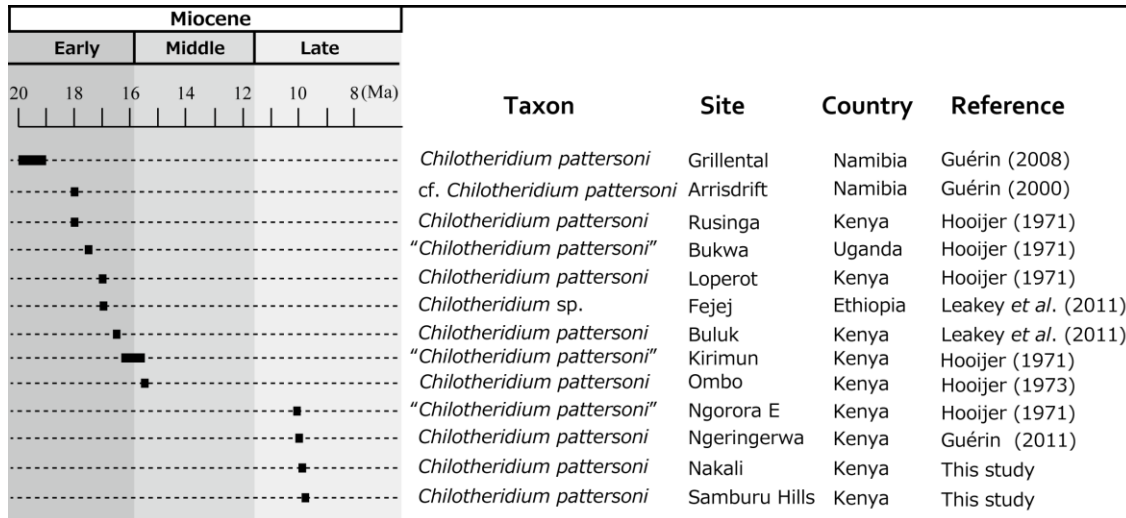 Miocene
Early Middle Late
20 18 16 14 12 10 8 (Ma)
Taxon Site Country Reference
Chilotheridium pattersoni Grillental Namibia Guérin (2008)
cf. Chilotheridium pattersoni Arrisdrift Namibia Guérin (2000)
Chilotheridium pattersoni Rusinga Kenya Hooijer (1971)
“Chilotheridium pattersoni” Bukwa Uganda Hooijer (1971)
Chilotheridium pattersoni Loperot Kenya Hooijer (1971)
Chilotheridium sp. Fejej Ethiopia Leakey et al. (2011)
Chilotheridium pattersoni Buluk Kenya Leakey et al. (2011)
“Chilotheridium pattersoni” Kirimun Kenya Hooijer (1971)
Chilotheridium pattersoni Ombo Kenya Hooijer (1973)
“Chilotheridium pattersoni” Ngorora E Kenya Hooijer (1971)
Chilotheridium pattersoni Ngeringerwa Kenya Guérin (2011)
Chilotheridium pattersoni Nakali Kenya This study
Chilotheridium pattersoni Samburu Hills Kenya This study